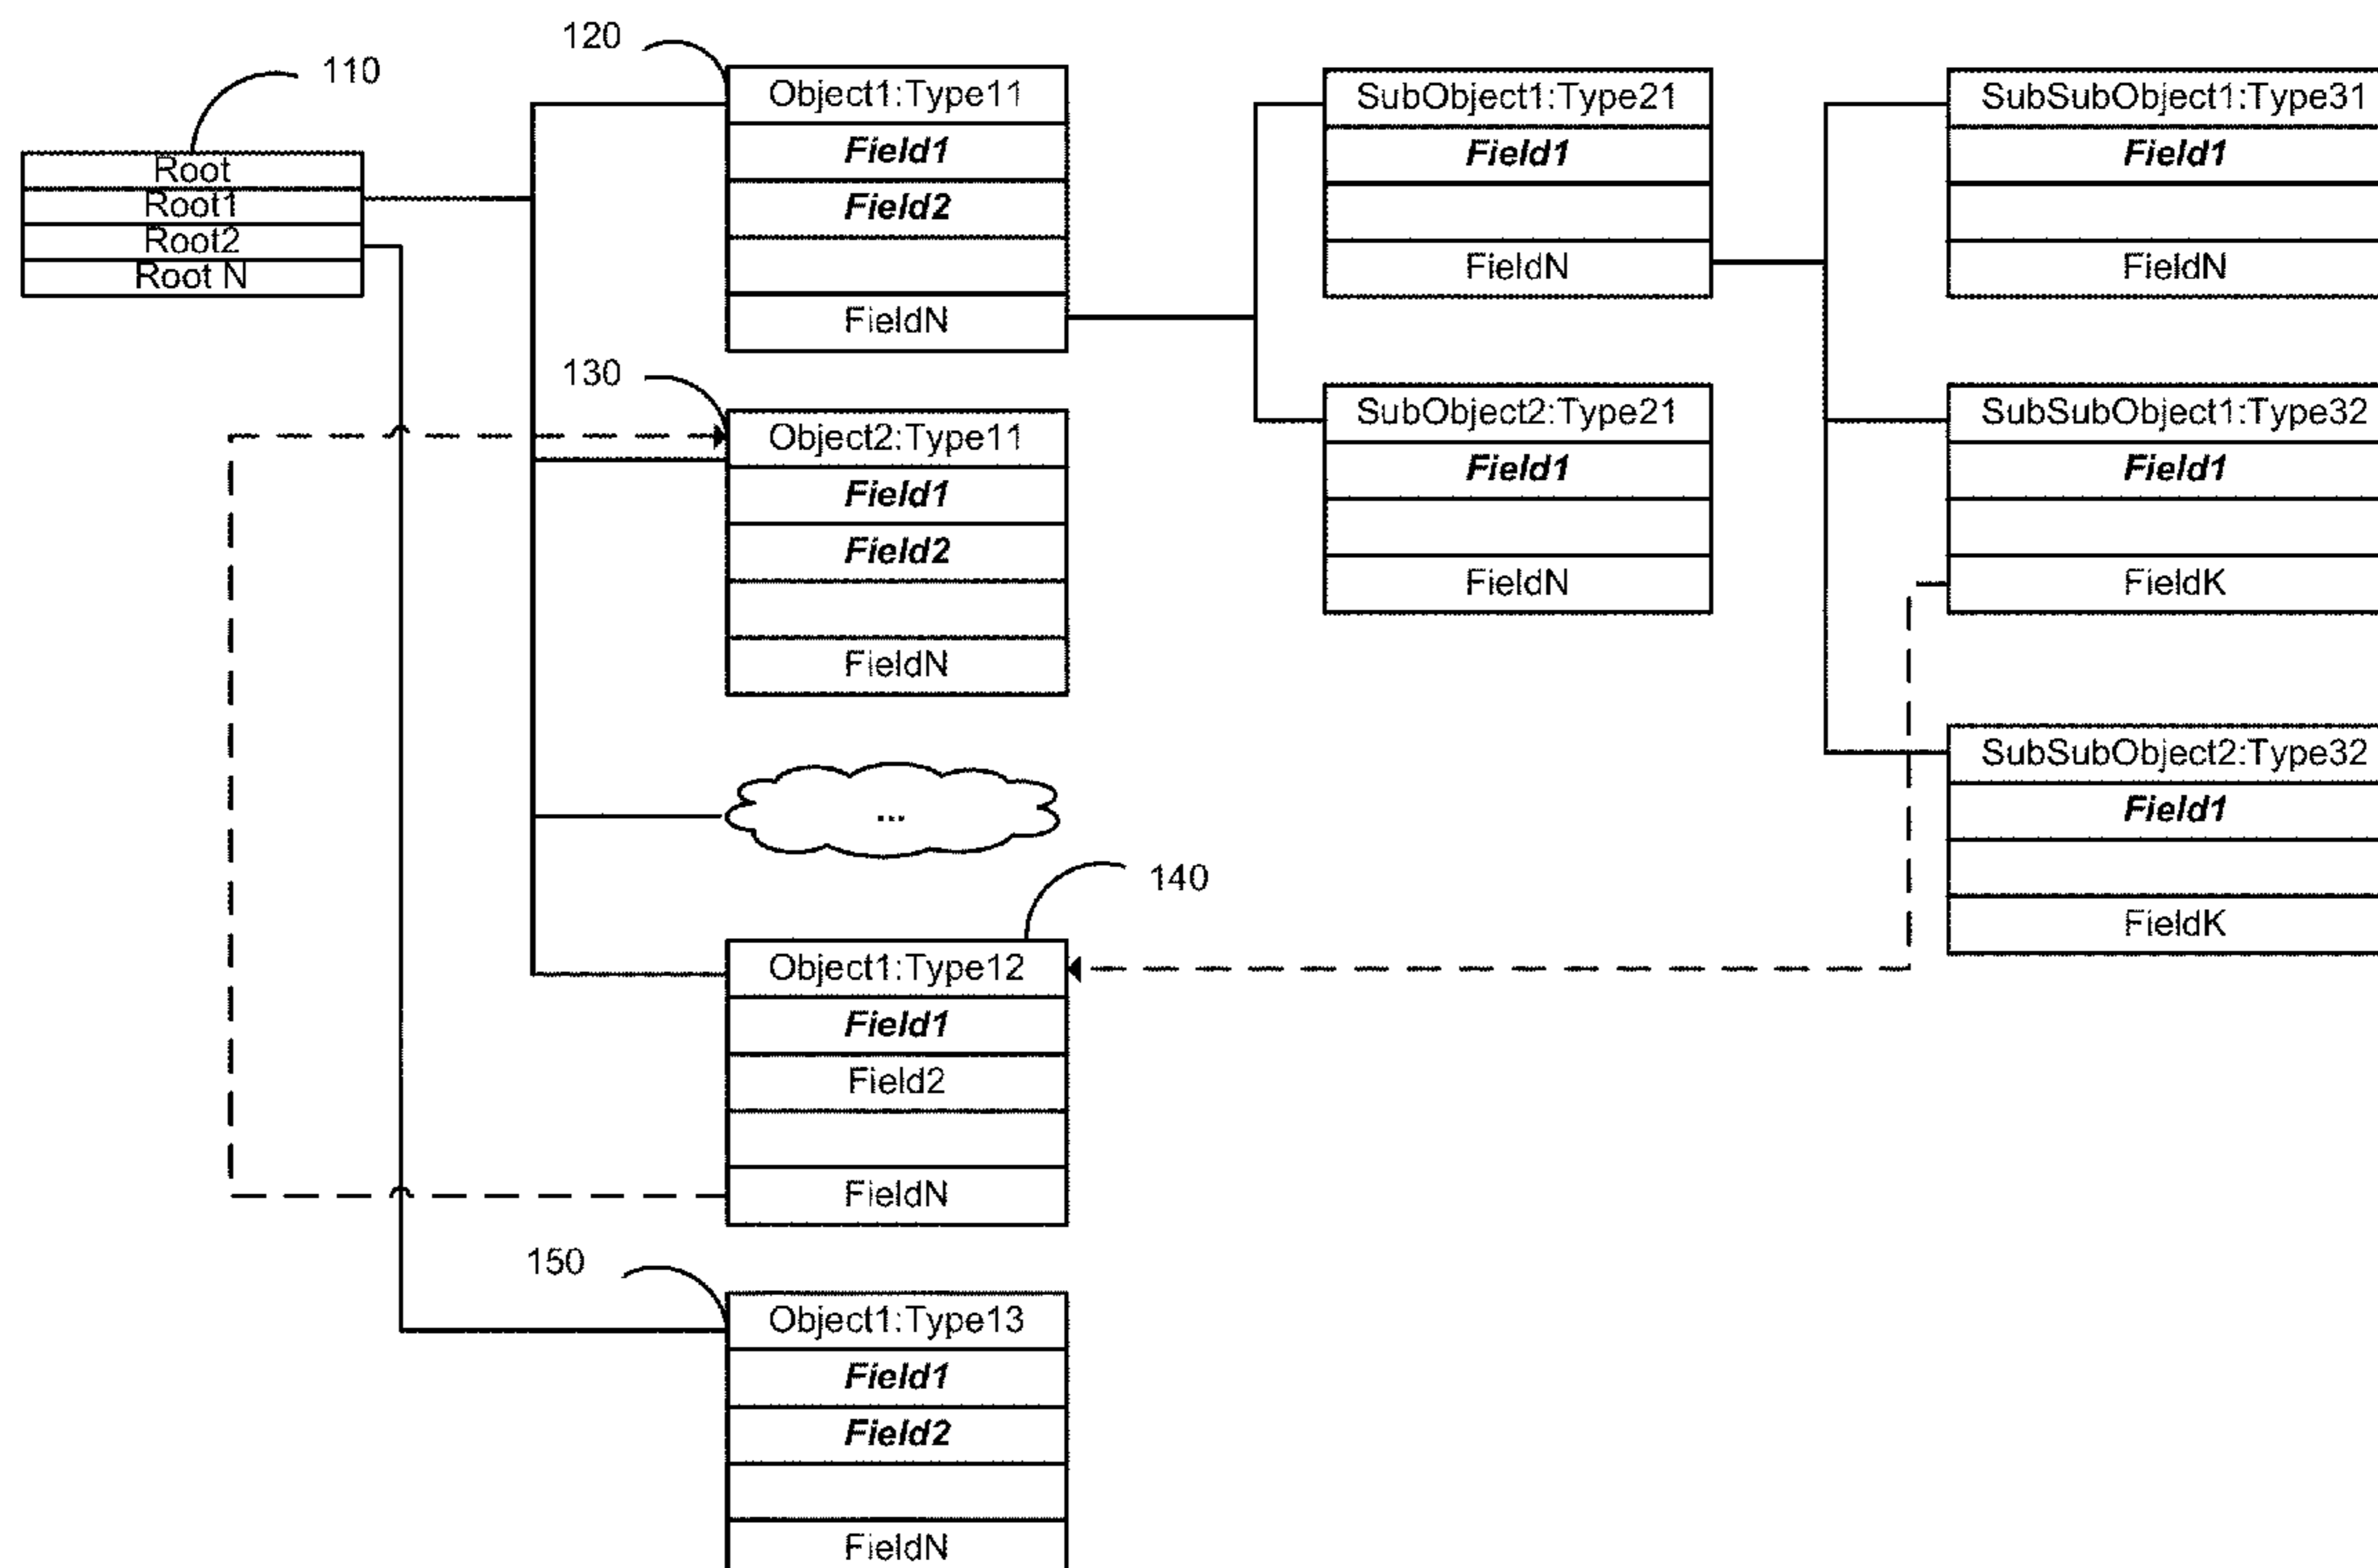 110
Root
Root1
Root2
Root N
120
Object1:Type11
Field1
Field2
FieldN
130
Object2:Type11
Field1
Field2
FieldN
...
140
Object1:Type12
Field1
Field2
FieldN
150
Object1:Type13
Field1
Field2
FieldN
SubObject1:Type21
Field1
FieldN
SubObject2:Type21
Field1
FieldN
SubSubObject1:Type31
Field1
FieldN
SubSubObject1:Type32
Field1
FieldK
SubSubObject2:Type32
Field1
FieldK